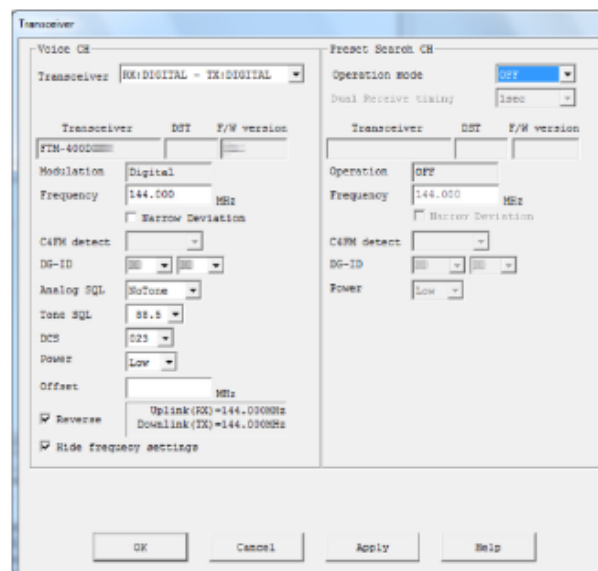 Transceiver
Voice CH
Transceiver RX:DIGITAL - TX:DIGITAL
Transceiver DST F/W version
FTM-400D
Modulation Digital
Frequency 144.000 MHz
Narrow Deviation
C4FM detect
DG-ID
Analog SQL NoTone
Tone SQL 88.5
DCS 023
Power Low
Offset MHz
Reverse Uplink(RX)=144.000MHz
Downlink(TX)=144.000MHz
Hide frequecy settings
Preset Search CH
Operation mode OFF
Dual Receive timing 1sec
Transceiver DST F/W version
Operation OFF
Frequency 144.000 MHz
Narrow Deviation
C4FM detect
DG-ID
Power Low
OK Cancel Apply Help